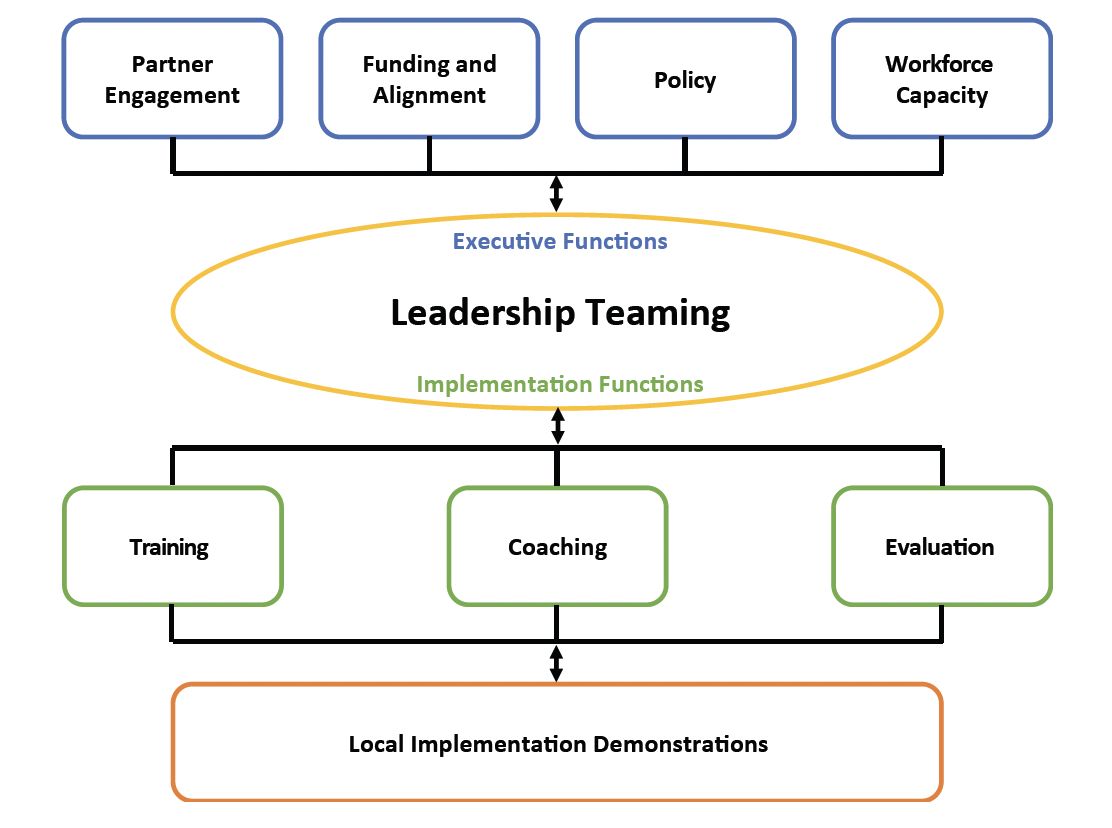 Partner
Engagement
Funding and
Alignment
Policy
Workforce
Capacity
Executive Functions
Leadership Teaming
Implementation Functions
Training
Coaching
Evaluation
Local Implementation Demonstrations